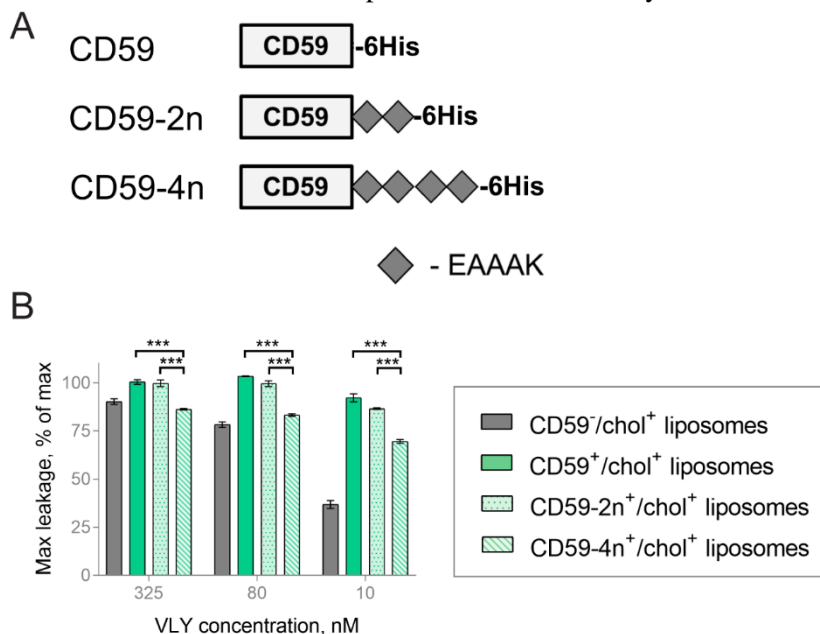 A
CD59 CD59 -6His
CD59-2n CD59 -6His
CD59-4n CD59 -6His
- EAAAK
B
*** *** ***
*** *** ***
Max leakage, % of max
100
75
50
25
0
325 80 10
VLY concentration, nM
CD59⁻/chol⁺ liposomes
CD59⁺/chol⁺ liposomes
CD59-2n⁺/chol⁺ liposomes
CD59-4n⁺/chol⁺ liposomes